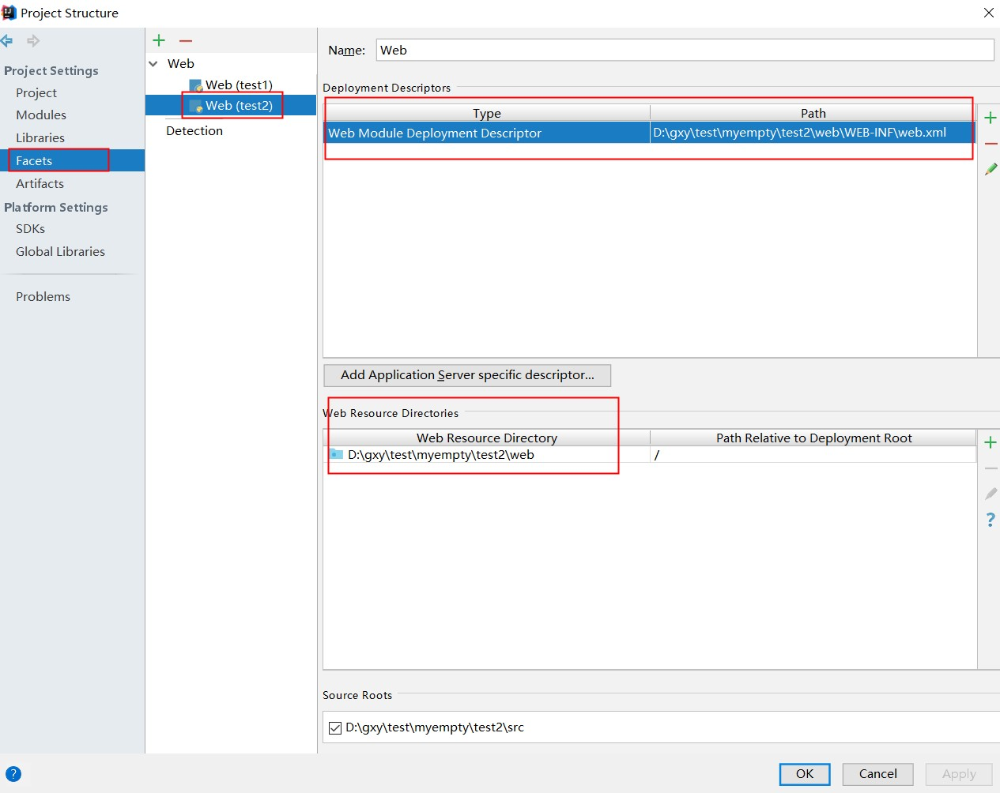 Project Structure
Project Settings
Project
Modules
Libraries
Facets
Artifacts
Platform Settings
SDKs
Global Libraries
Problems
Web
Web (test1)
Web (test2)
Detection
Name: Web
Deployment Descriptors
Type Path
Web Module Deployment Descriptor D:\gxy\test\myempty\test2\web\WEB-INF\web.xml
Add Application Server specific descriptor...
Web Resource Directories
Web Resource Directory Path Relative to Deployment Root
D:\gxy\test\myempty\test2\web /
Source Roots
D:\gxy\test\myempty\test2\src
OK Cancel Apply